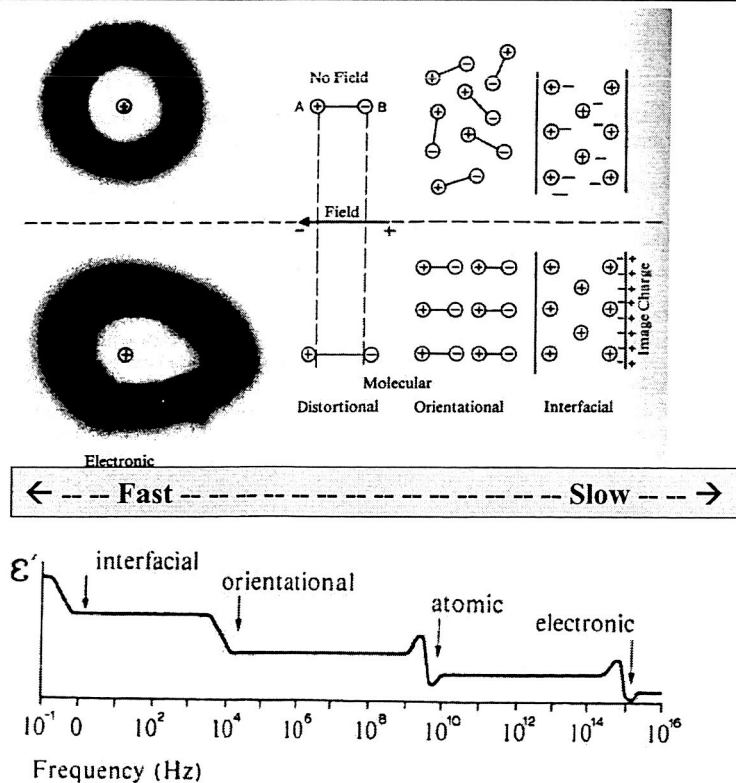 No Field
A + − B
Field
− +
Image Charge
Molecular
Distortional Orientational Interfacial
Electronic
← -- -- -- Fast -- -- -- -- -- -- -- -- -- -- -- -- Slow -- -- -- →
ε′
interfacial
orientational
atomic
electronic
10⁻¹ 0 10² 10⁴ 10⁶ 10⁸ 10¹⁰ 10¹² 10¹⁴ 10¹⁶
Frequency (Hz)